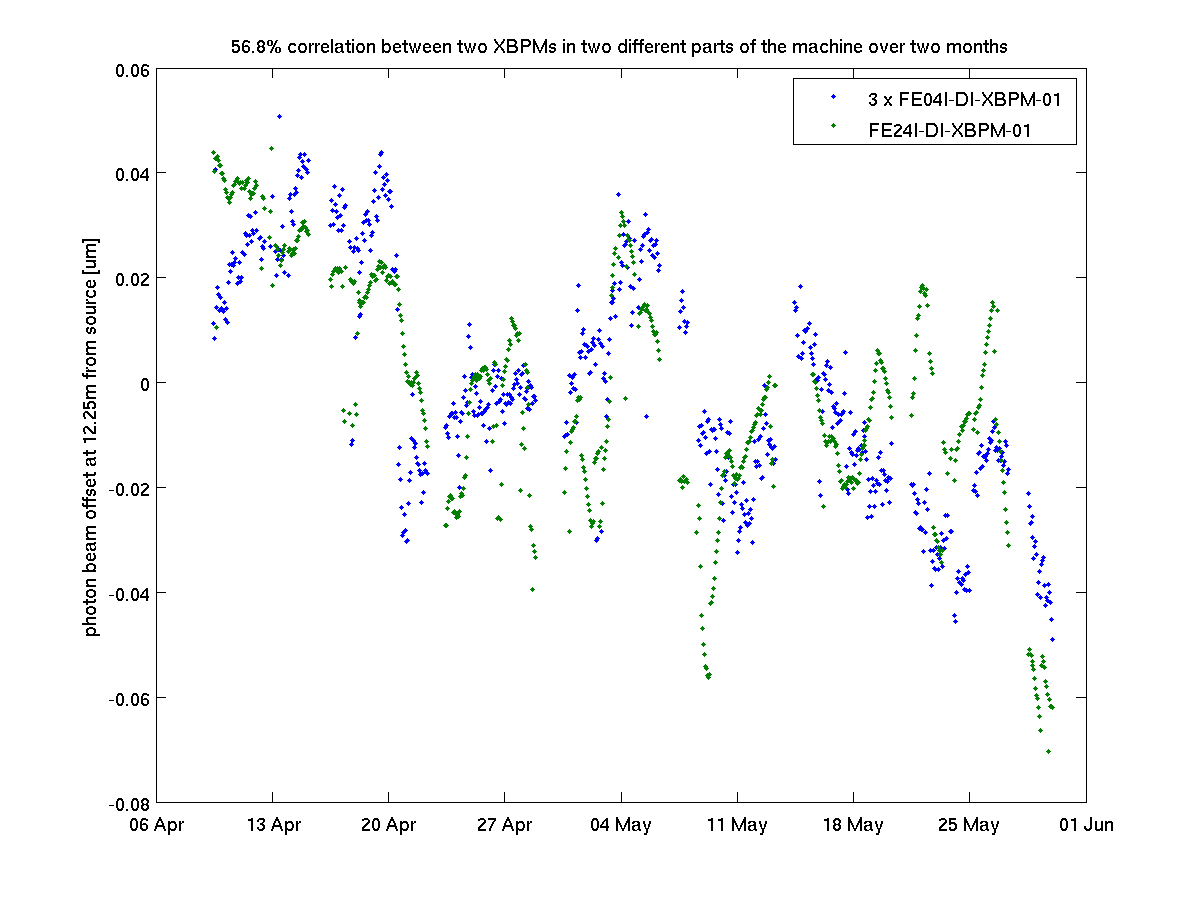 56.8% correlation between two XBPMs in two different parts of the machine over two months
0.06
0.04
0.02
0
-0.02
-0.04
-0.06
-0.08
photon beam offset at 12.25m from source [um]
3 x FE04I-DI-XBPM-01
FE24I-DI-XBPM-01
06 Apr
13 Apr
20 Apr
27 Apr
04 May
11 May
18 May
25 May
01 Jun